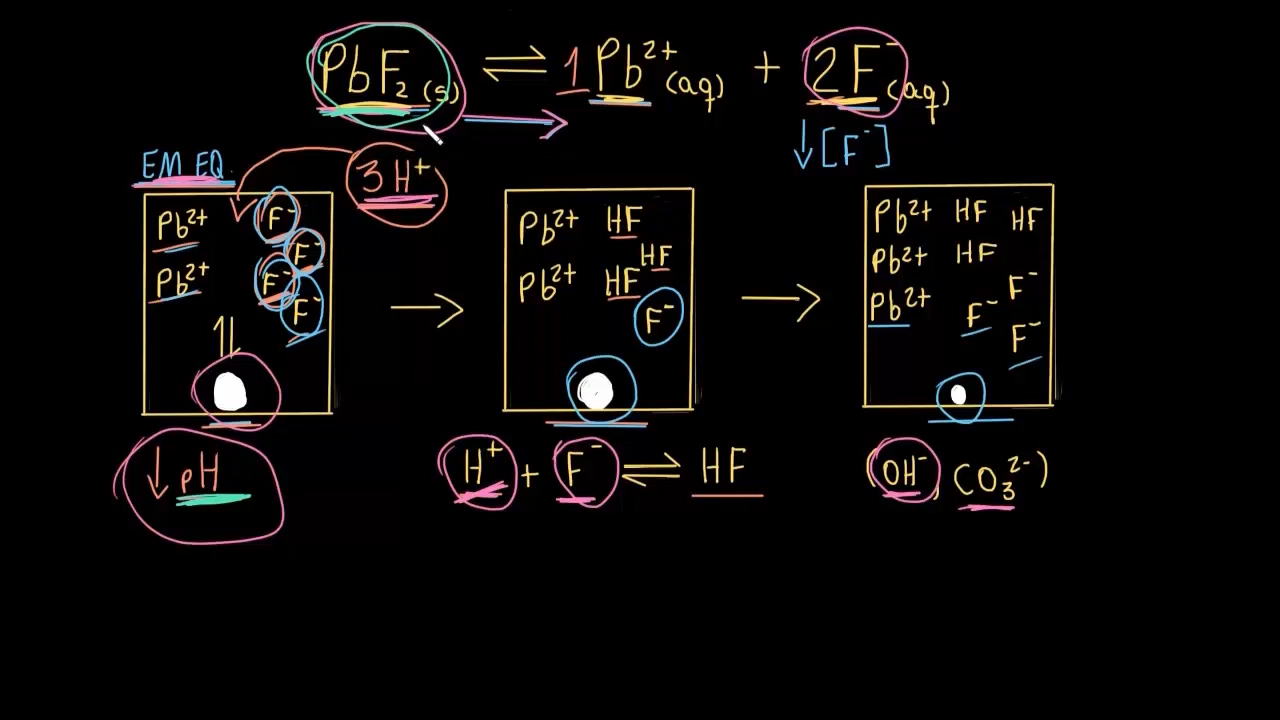 PbF₂ (s) ⇌ 1Pb²⁺ (aq) + 2F⁻ (aq)
↓[F⁻]
EM EQ.
3 H⁺
Pb²⁺ F⁻
F⁻
Pb²⁺ F⁻
F⁻
Pb²⁺ HF
HF
Pb²⁺ HF
F⁻
Pb²⁺ HF HF
Pb²⁺ HF
F⁻
Pb²⁺ F⁻
F⁻
↓ pH
H⁺ + F⁻ ⇌ HF
(OH⁻, CO₃²⁻)